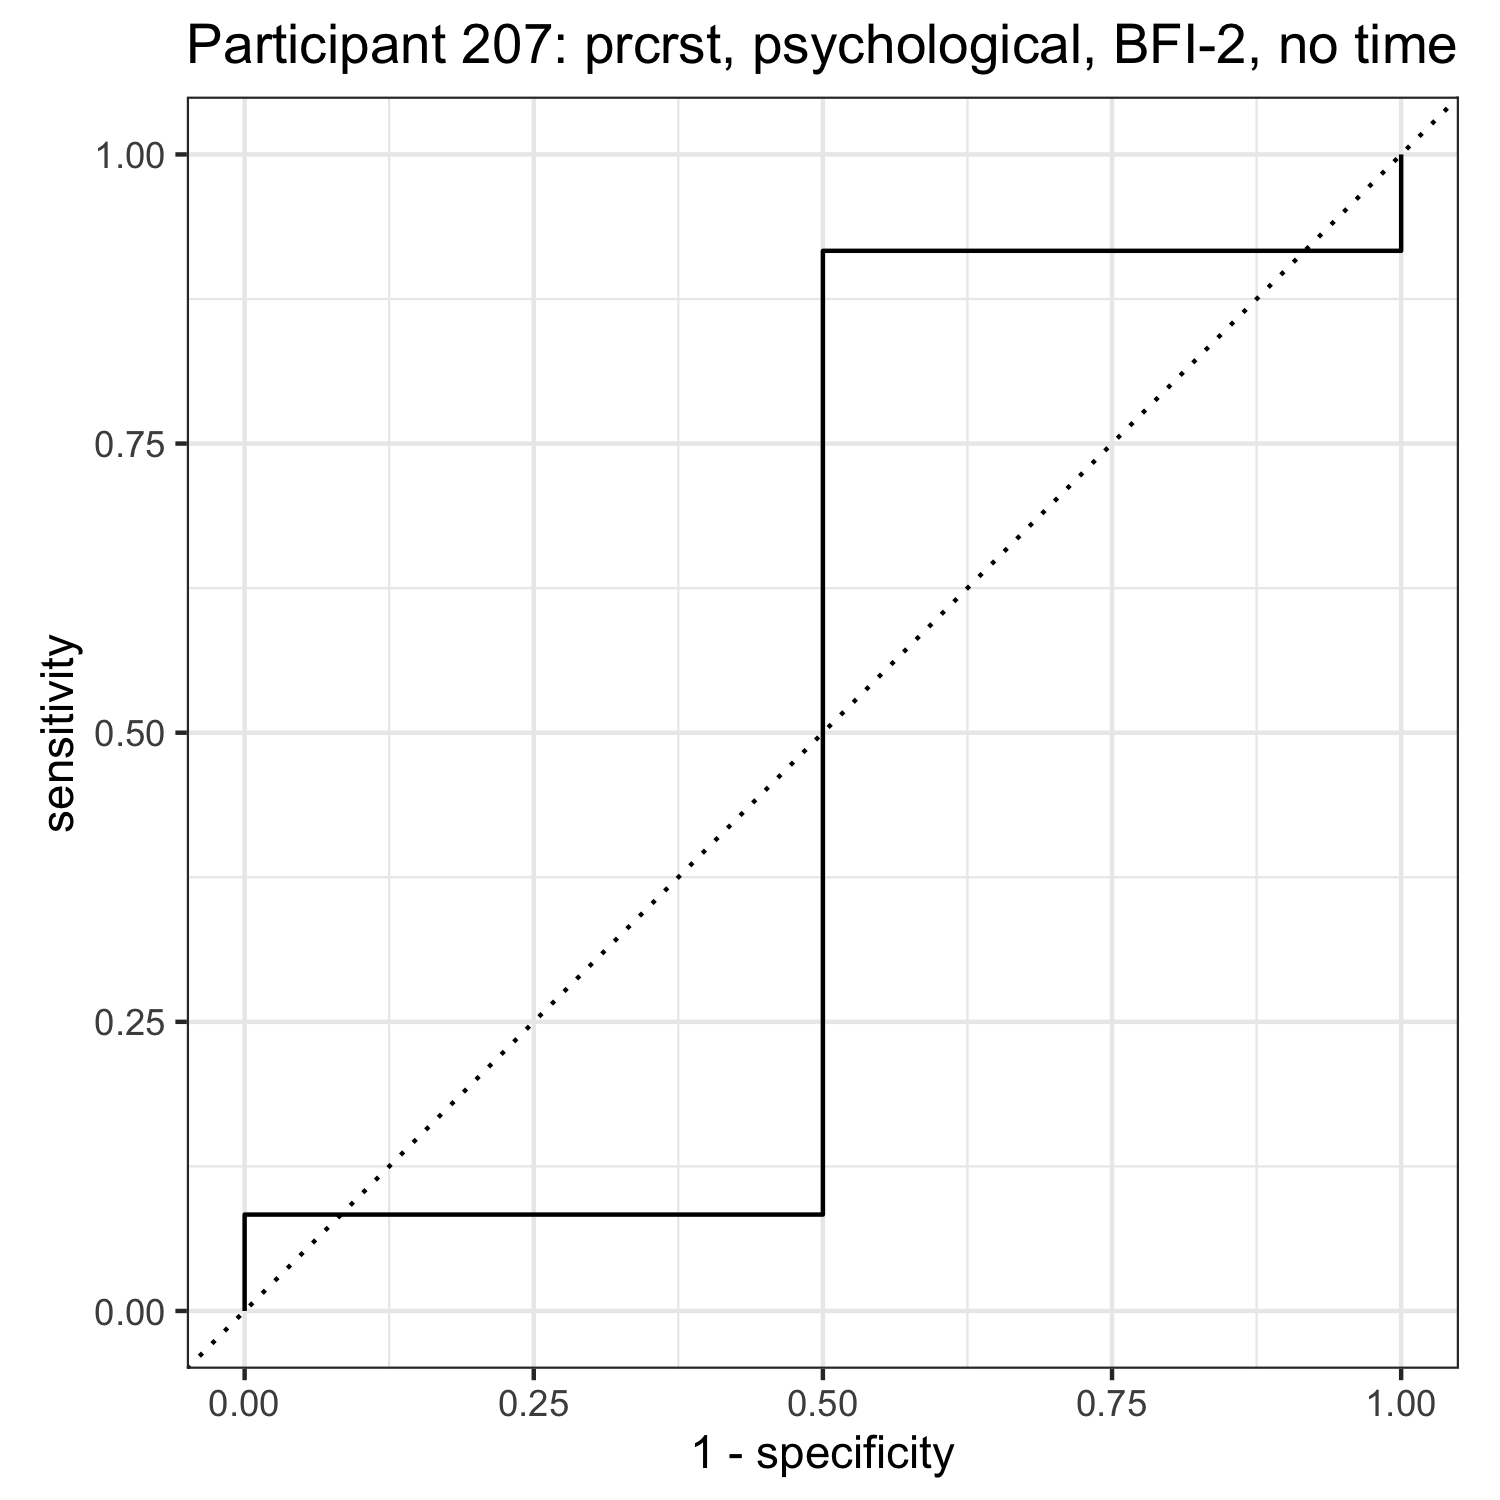 Participant 207: prcrst, psychological, BFI-2, no time
1.00
0.75
0.50
0.25
0.00
sensitivity
0.00 0.25 0.50 0.75 1.00
1 - specificity